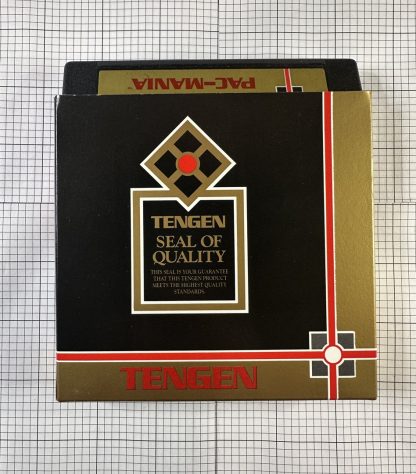 PAC-MANIA™
TENGEN
SEAL OF
QUALITY
THIS SEAL IS YOUR GUARANTEE
THAT THIS TENGEN PRODUCT
MEETS THE HIGHEST QUALITY
STANDARDS.
TENGEN